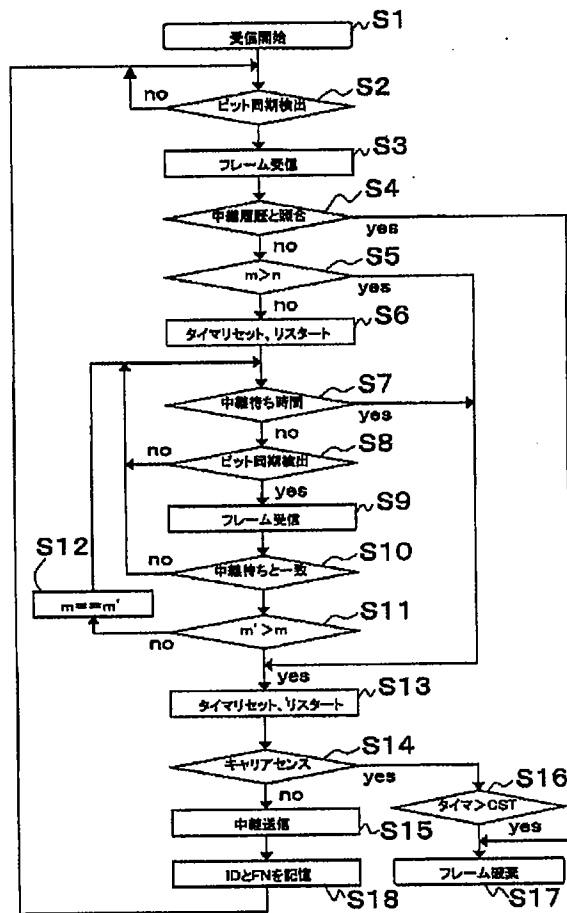 S1
受信開始
no
S2
ビット同期検出
S3
フレーム受信
S4
中継履歴と照合
yes
no
S5
m>n
yes
no
S6
タイマリセット、リスタート
S7
中継待ち時間
yes
no
no
S8
ビット同期検出
yes
S9
フレーム受信
S12
no
S10
中継待ちと一致
m==m'
S11
m'>m
no
yes
S13
タイマリセット、リスタート
S14
キャリアセンス
yes
S16
no
タイマ>CST
中継送信
S15
yes
IDとFNを記憶
フレーム破棄
S18
S17